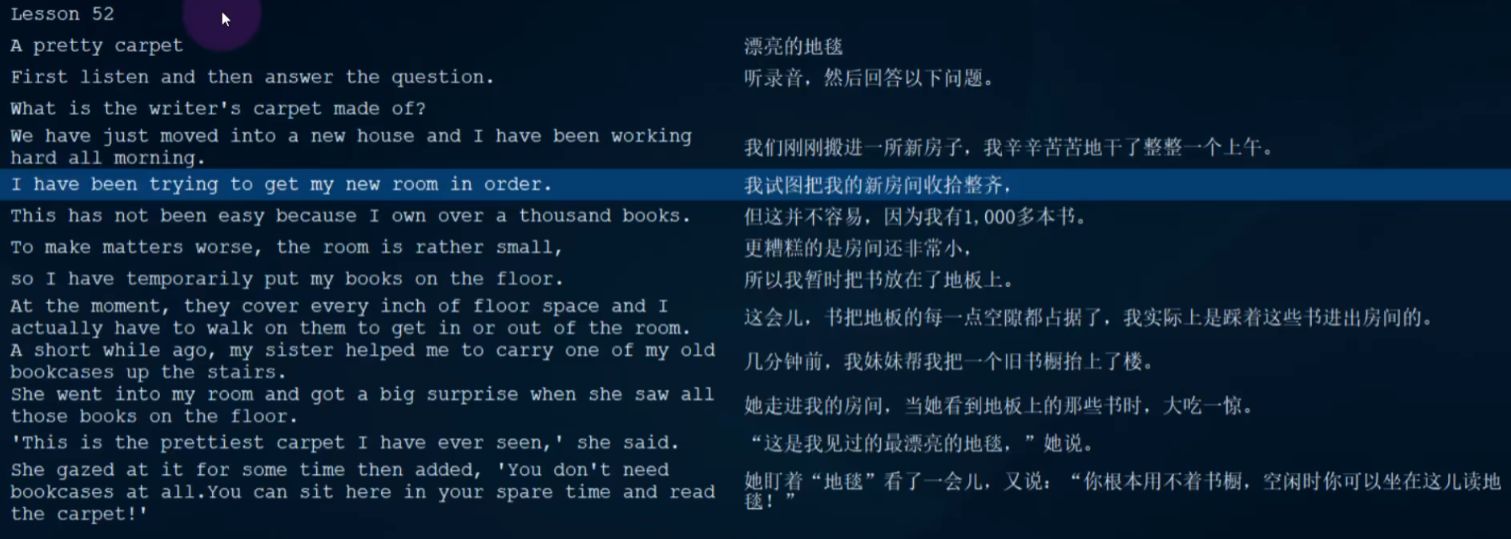 Lesson 52
A pretty carpet
漂亮的地毯
First listen and then answer the question.
听录音，然后回答以下问题。
What is the writer's carpet made of?
We have just moved into a new house and I have been working
hard all morning.
我们刚刚搬进一所新房子，我辛辛苦苦地干了整整一个上午。
I have been trying to get my new room in order.
我试图把我的新房间收拾整齐，
This has not been easy because I own over a thousand books.
但这并不容易，因为我有1,000多本书。
To make matters worse, the room is rather small,
更糟糕的是房间还非常小，
so I have temporarily put my books on the floor.
所以我暂时把书放在了地板上。
At the moment, they cover every inch of floor space and I
actually have to walk on them to get in or out of the room.
这会儿，书把地板的每一点空隙都占据了，我实际上是踩着这些书进出房间的。
A short while ago, my sister helped me to carry one of my old
bookcases up the stairs.
几分钟前，我妹妹帮我把一个旧书橱抬上了楼。
She went into my room and got a big surprise when she saw all
those books on the floor.
她走进我的房间，当她看到地板上的那些书时，大吃一惊。
'This is the prettiest carpet I have ever seen,' she said.
“这是我见过的最漂亮的地毯，”她说。
She gazed at it for some time then added, 'You don't need
bookcases at all.You can sit here in your spare time and read
the carpet!'
她盯着“地毯”看了一会儿，又说：“你根本用不着书橱，空闲时你可以坐在这儿读地
毯！”